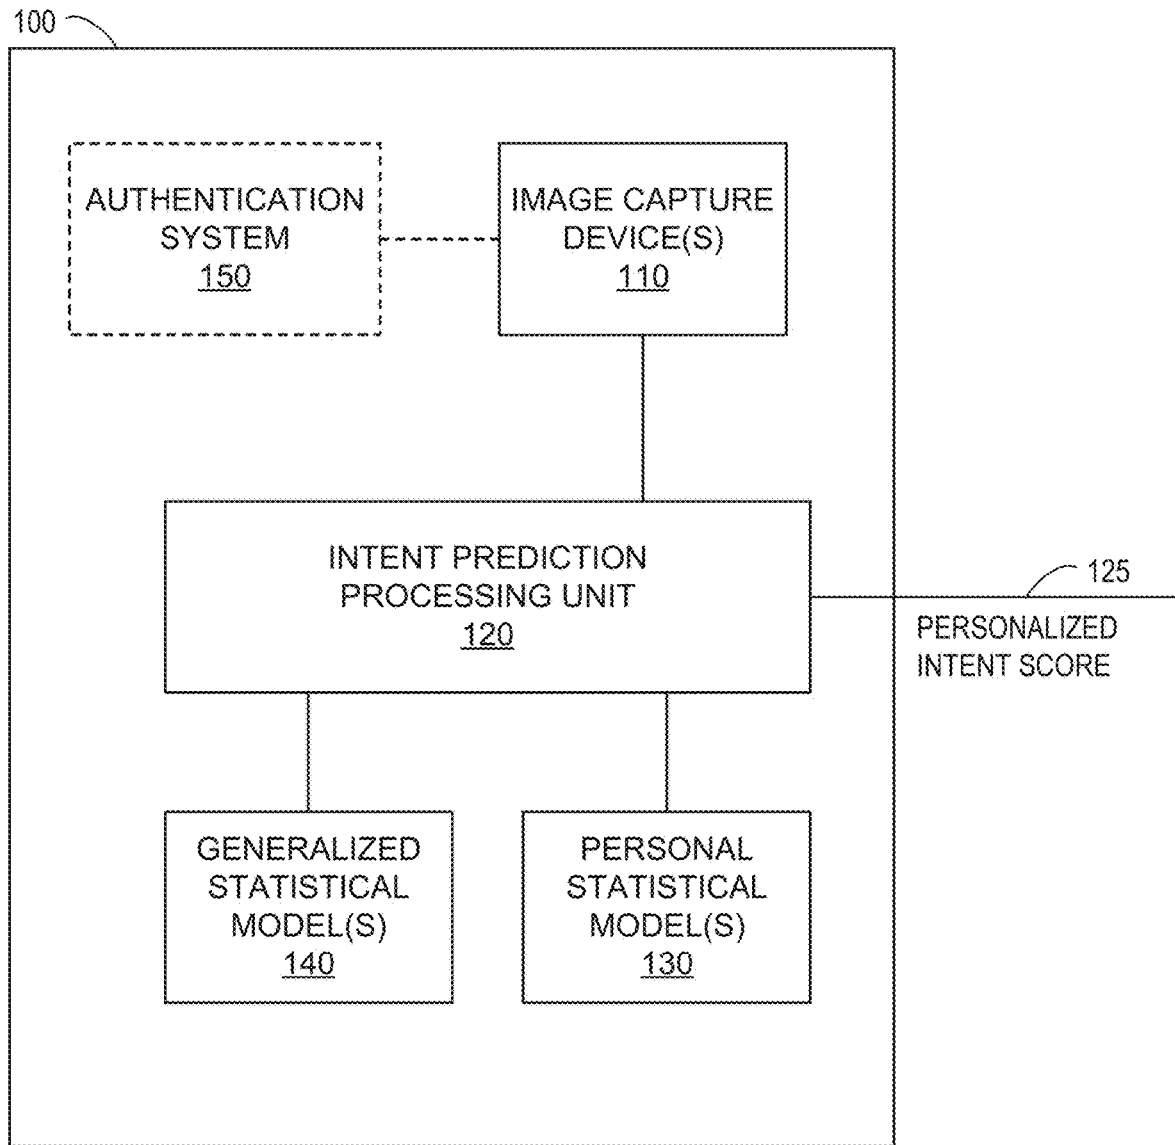 100
AUTHENTICATION
SYSTEM
150
IMAGE CAPTURE
DEVICE(S)
110
INTENT PREDICTION
PROCESSING UNIT
120
125
PERSONALIZED
INTENT SCORE
GENERALIZED
STATISTICAL
MODEL(S)
140
PERSONAL
STATISTICAL
MODEL(S)
130